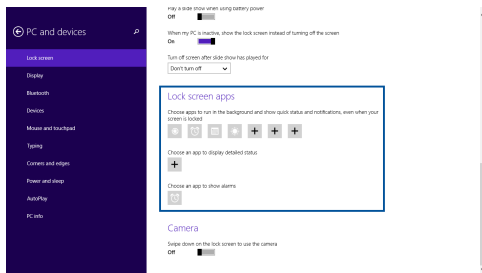 PC and devices
Lock screen
Display
Bluetooth
Devices
Mouse and touchpad
Typing
Corners and edges
Power and sleep
AutoPlay
PC info
Play a slide show when using battery power
Off
When my PC is inactive, show the lock screen instead of turning off the screen
On
Turn off screen after slide show has played for
Don't turn off
Lock screen apps
Choose apps to run in the background and show quick status and notifications, even when your
screen is locked
Choose an app to display detailed status
Choose an app to show alarms
Camera
Swipe down on the lock screen to use the camera
Off